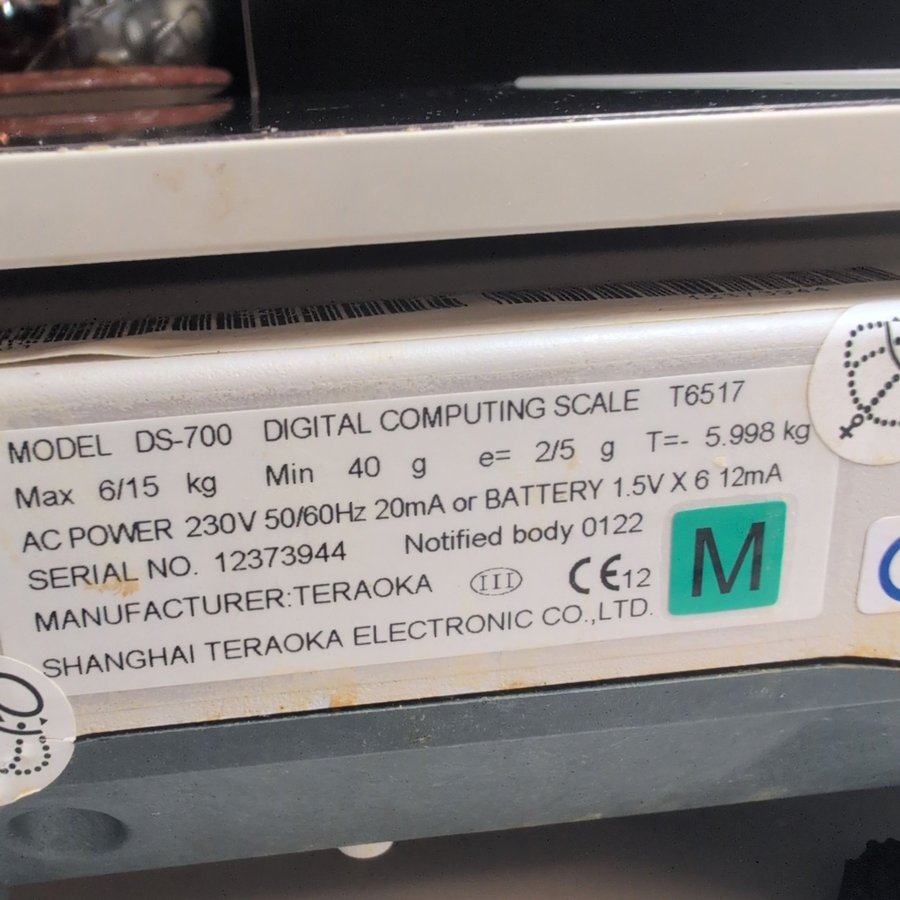 12373944
MODEL DS-700 DIGITAL COMPUTING SCALE T6517
Max 6/15 kg Min 40 g e= 2/5 g T=- 5.998 kg
AC POWER 230V 50/60Hz 20mA or BATTERY 1.5V X 6 12mA
SERIAL NO. 12373944 Notified body 0122
MANUFACTURER:TERAOKA III CE12 M
SHANGHAI TERAOKA ELECTRONIC CO.,LTD.